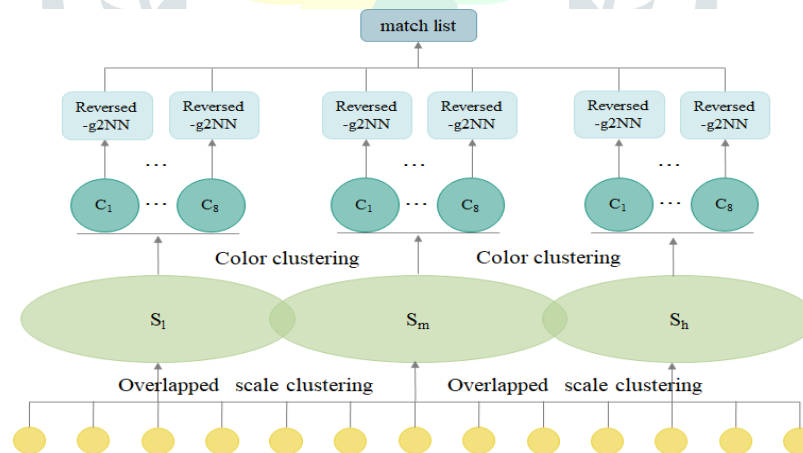 match list
Reversed Reversed Reversed Reversed Reversed Reversed
-g2NN -g2NN -g2NN -g2NN -g2NN -g2NN
... ... ...
C₁ ... C₈ C₁ ... C₈ C₁ ... C₈
Color clustering Color clustering
Sₗ Sₘ Sₕ
Overlapped scale clustering Overlapped scale clustering